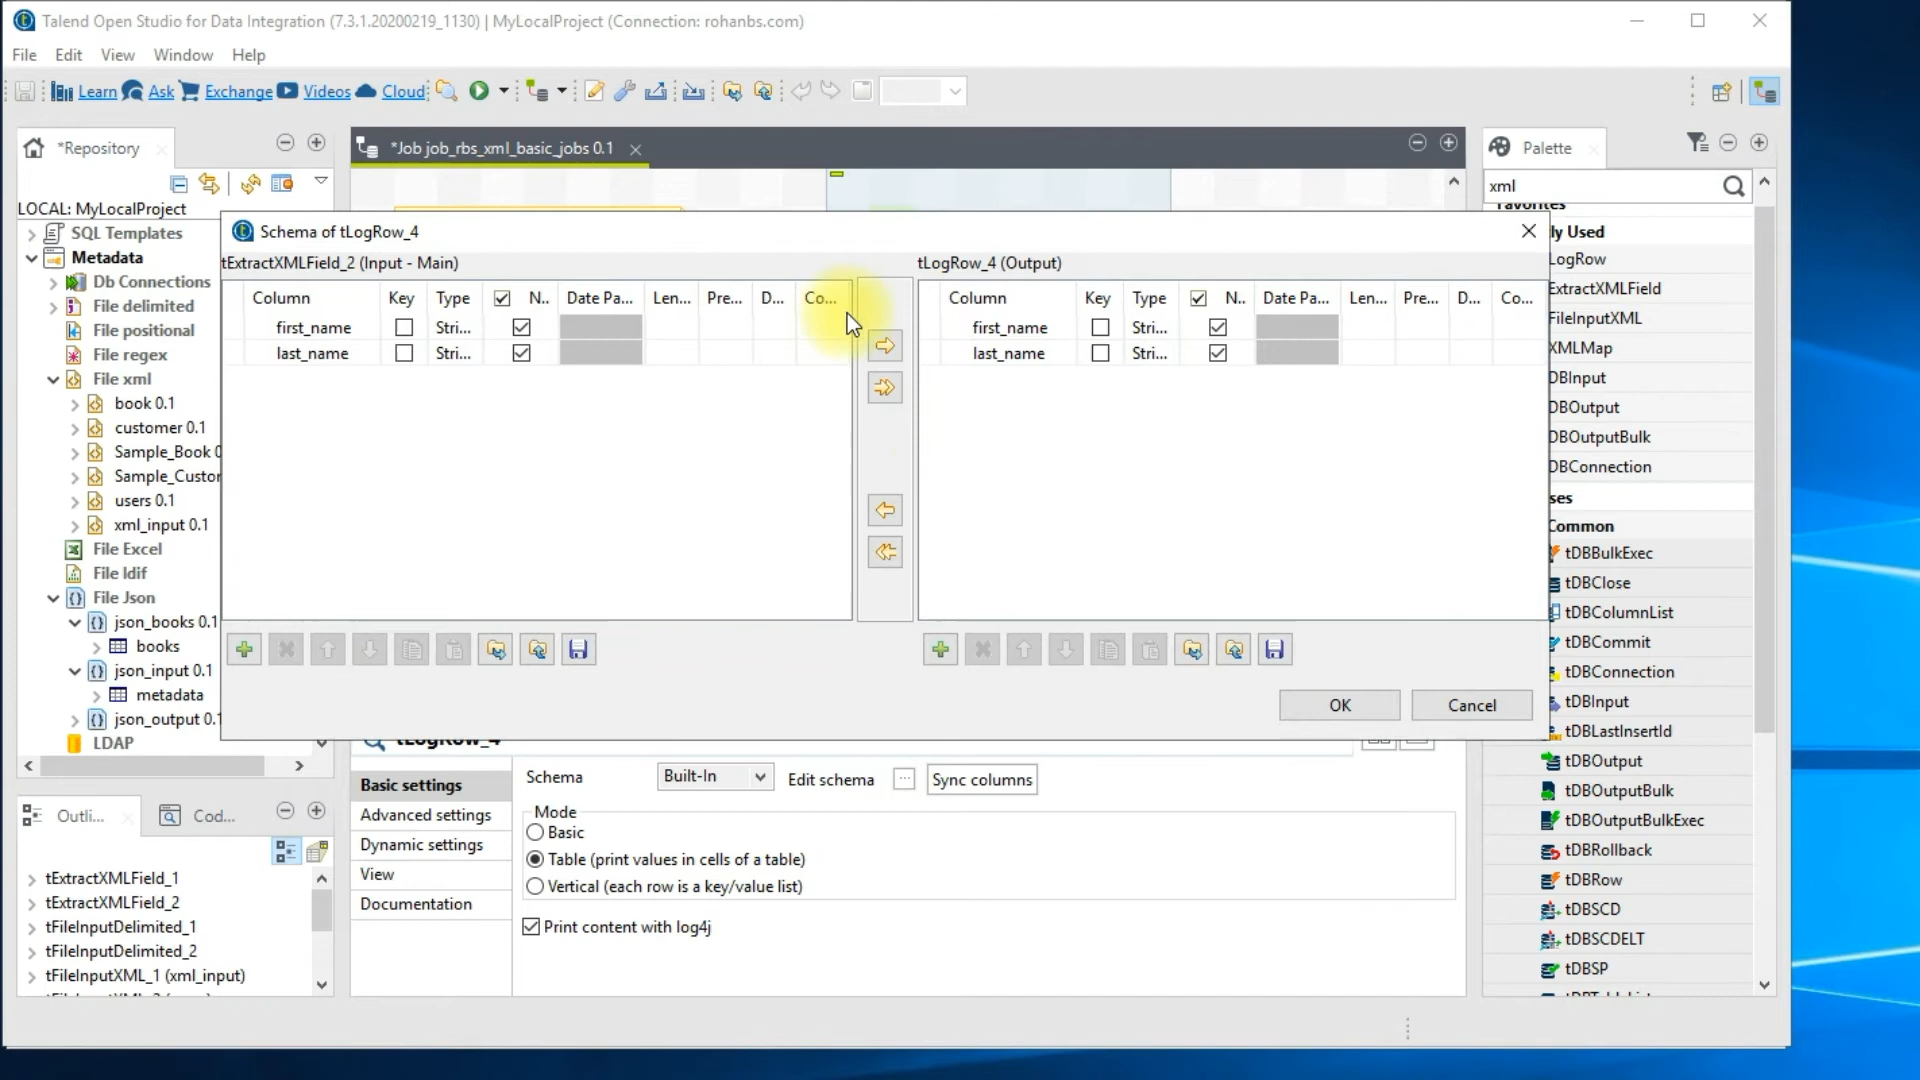 Talend Open Studio for Data Integration (7.3.1.20200219_1130) | MyLocalProject (Connection: rohanbs.com)
File Edit View Window Help
Learn Ask Exchange Videos Cloud
*Repository
LOCAL: MyLocalProject
SQL Templates
Metadata
Db Connections
File delimited
File positional
File regex
File xml
book 0.1
customer 0.1
Sample_Book 0
Sample_Custor
users 0.1
xml_input 0.1
File Excel
File ldif
File Json
json_books 0.1
books
json_input 0.1
metadata
json_output 0.1
LDAP
*Job job_rbs_xml_basic_jobs 0.1
Schema of tLogRow_4
tExtractXMLField_2 (Input - Main)
Column Key Type N.. Date Pa... Len... Pre... D... Co...
first_name Stri...
last_name Stri...
tLogRow_4 (Output)
Column Key Type N.. Date Pa... Len... Pre... D... Co...
first_name Stri...
last_name Stri...
OK Cancel
tLogRow_4
Basic settings
Advanced settings
Dynamic settings
View
Documentation
Schema Built-In Edit schema ... Sync columns
Mode
Basic
Table (print values in cells of a table)
Vertical (each row is a key/value list)
Print content with log4j
Outli... Cod...
tExtractXMLField_1
tExtractXMLField_2
tFileInputDelimited_1
tFileInputDelimited_2
tFileInputXML_1 (xml_input)
Palette
xml
Favorites
ly Used
LogRow
ExtractXMLField
FileInputXML
XMLMap
DBInput
DBOutput
DBOutputBulk
DBConnection
ses
Common
tDBBulkExec
tDBClose
tDBColumnList
tDBCommit
tDBConnection
tDBInput
tDBLastInsertId
tDBOutput
tDBOutputBulk
tDBOutputBulkExec
tDBRollback
tDBRow
tDBSCD
tDBSCDELT
tDBSP